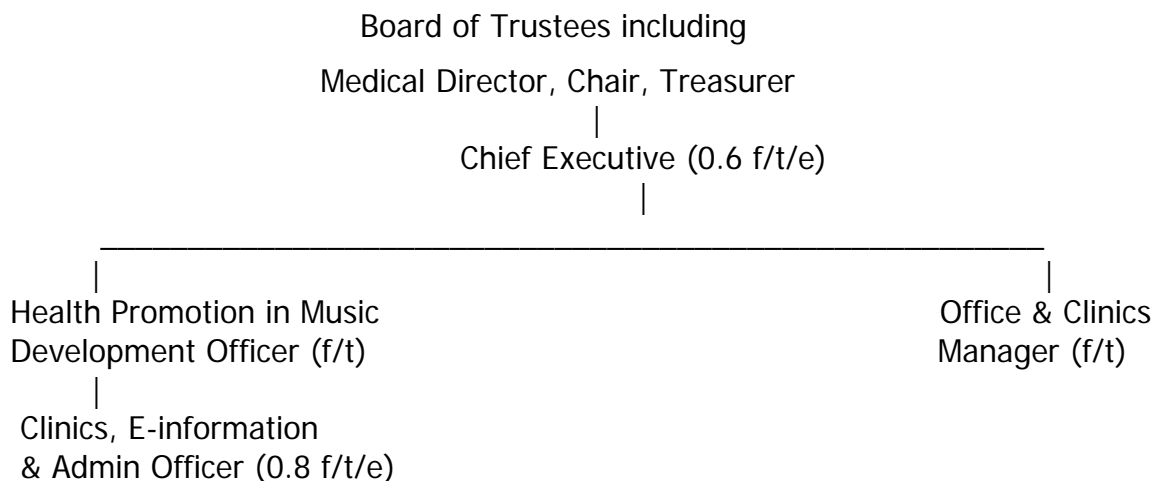 Board of Trustees including
Medical Director, Chair, Treasurer
Chief Executive (0.6 f/t/e)
Health Promotion in Music
Development Officer (f/t)
Office & Clinics
Manager (f/t)
Clinics, E-information
& Admin Officer (0.8 f/t/e)